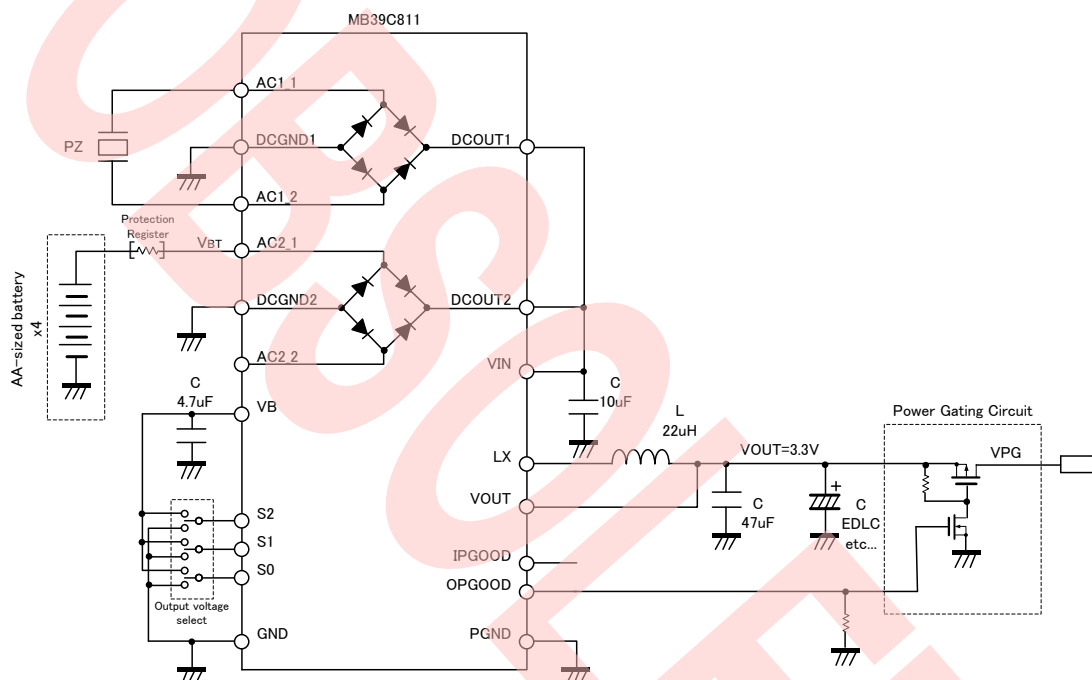 MB39C811
AC1_1
DCGND1
DCOUT1
PZ
AC1_2
Protection
Register
VBT
AC2_1
AA-sized battery
x4
DCGND2
DCOUT2
AC2_2
VIN
C
4.7uF
C
10uF
VB
L
22uH
LX
VOUT=3.3V
Power Gating Circuit
VPG
VOUT
C
47uF
+
C
EDLC
etc...
S2
S1
S0
IPGOOD
OPGOOD
Output voltage
select
GND
PGND
OBSOLETE